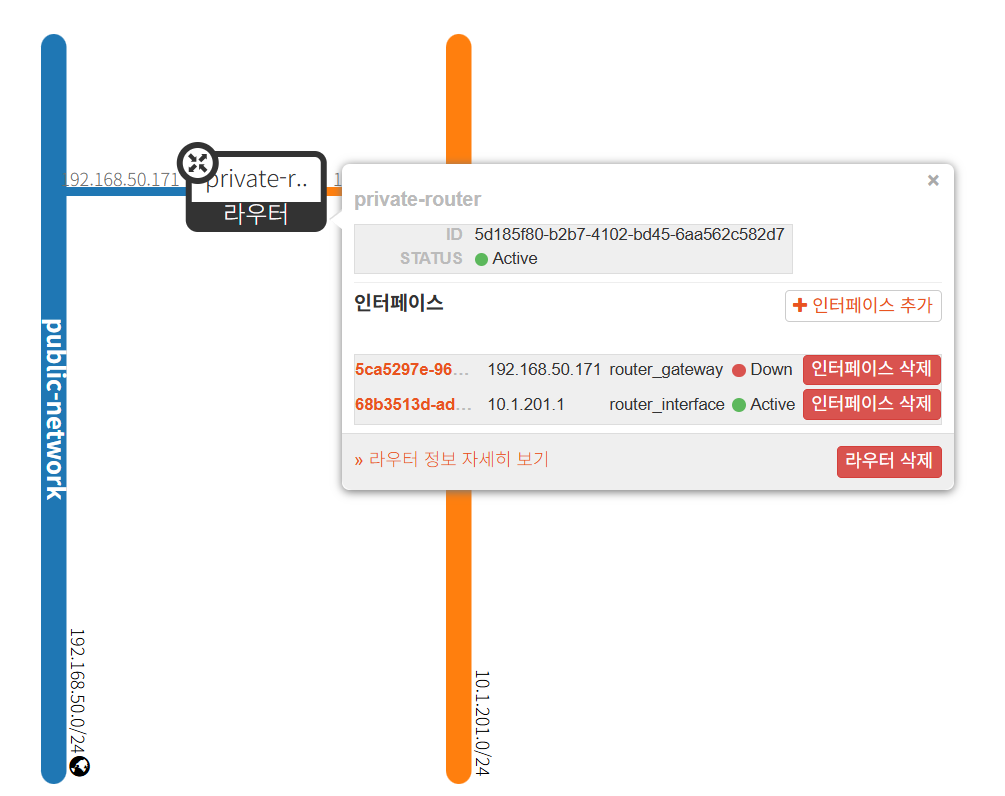 92.168.50.171
private-r..
라우터
1
private-router
×
ID 5d185f80-b2b7-4102-bd45-6aa562c582d7
STATUS Active
인터페이스
+ 인터페이스 추가
5ca5297e-96... 192.168.50.171 router_gateway Down 인터페이스 삭제
68b3513d-ad... 10.1.201.1 router_interface Active 인터페이스 삭제
» 라우터 정보 자세히 보기
라우터 삭제
public-network
192.168.50.0/24
10.1.201.0/24